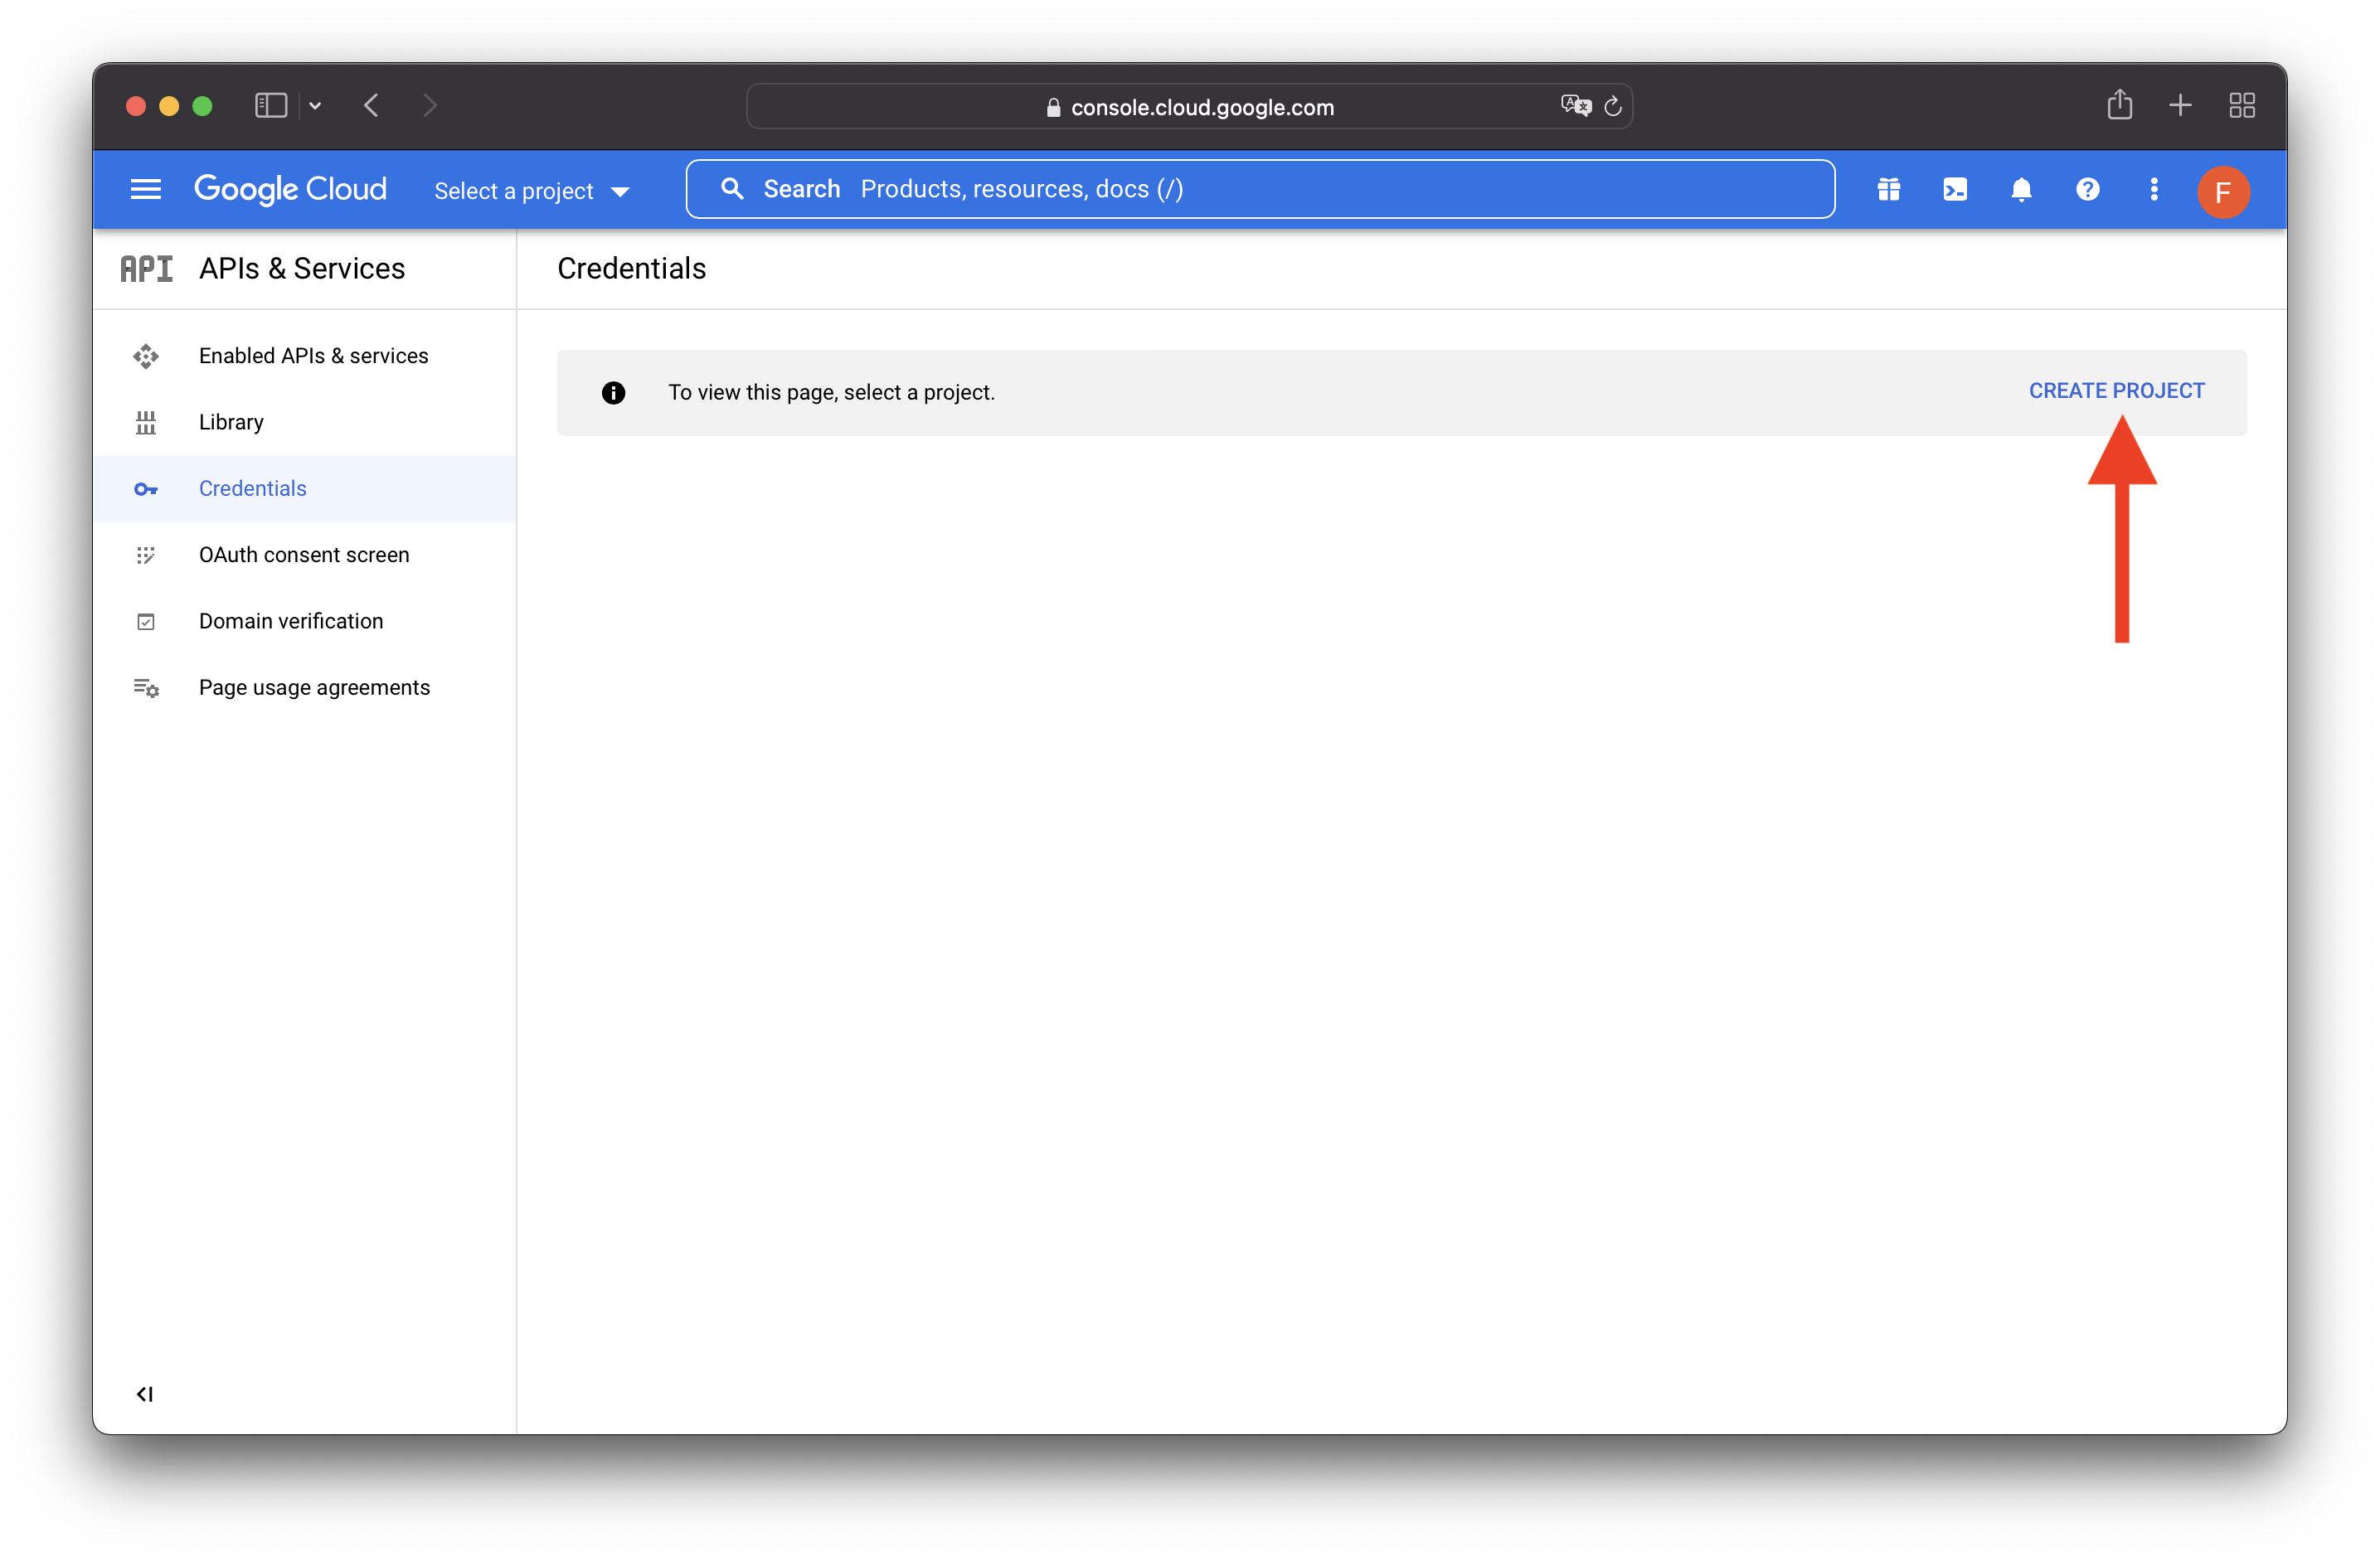 console.cloud.google.com
Google Cloud
Select a project
Search Products, resources, docs (/)
F
API APIs & Services
Credentials
Enabled APIs & services
Library
Credentials
OAuth consent screen
Domain verification
Page usage agreements
To view this page, select a project.
CREATE PROJECT